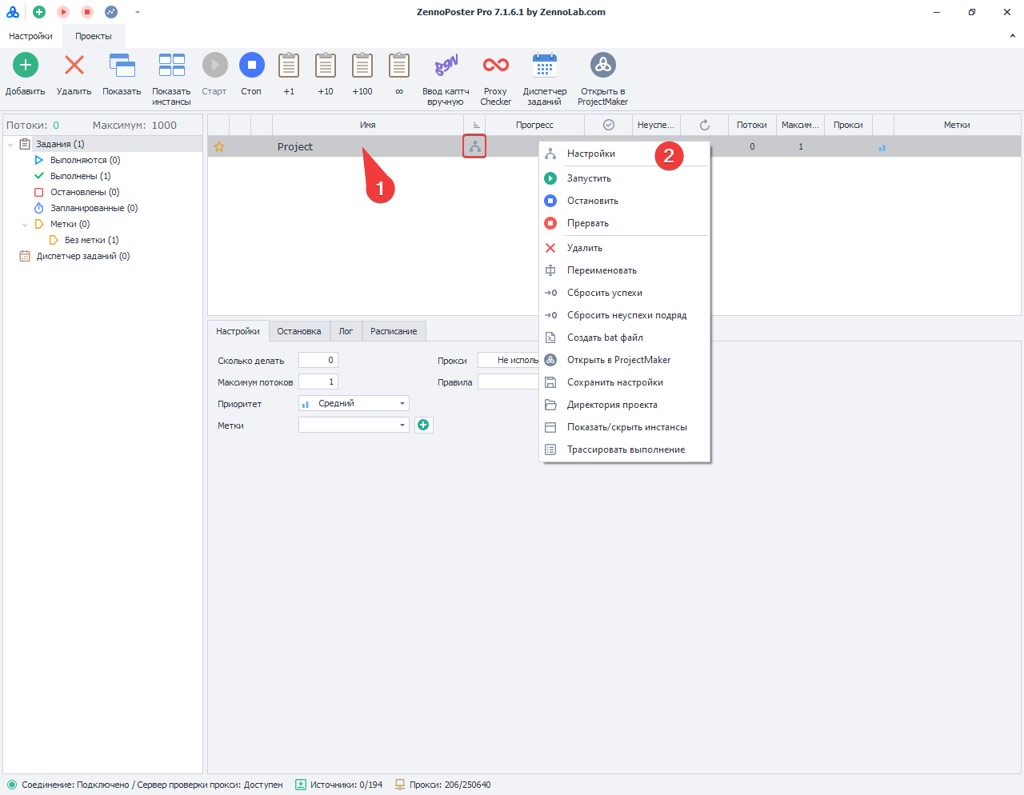 ZennoPoster Pro 7.1.6.1 by ZennoLab.com
Настройки Проекты
Добавить Удалить Показать Показать инстансы Старт Стоп +1 +10 +100 ∞ Ввод каптч вручную Proxy Checker Диспетчер заданий Открыть в ProjectMaker
Потоки: 0 Максимум: 1000
Задания (1)
Выполняются (0)
Выполнены (1)
Остановлены (0)
Запланированные (0)
Метки (0)
Без метки (1)
Диспетчер заданий (0)
Имя Прогресс Неуспе... Потоки Максим... Прокси Метки
Project 0 1
1
2
Настройки
Запустить
Остановить
Прервать
Удалить
Переименовать
Сбросить успехи
Сбросить неуспехи подряд
Создать bat файл
Открыть в ProjectMaker
Сохранить настройки
Директория проекта
Показать/скрыть инстансы
Трассировать выполнение
Настройки Остановка Лог Расписание
Сколько делать 0 Прокси Не исполь
Максимум потоков 1 Правила
Приоритет Средний
Метки
Соединение: Подключено / Сервер проверки прокси: Доступен Источники: 0/194 Прокси: 206/250640